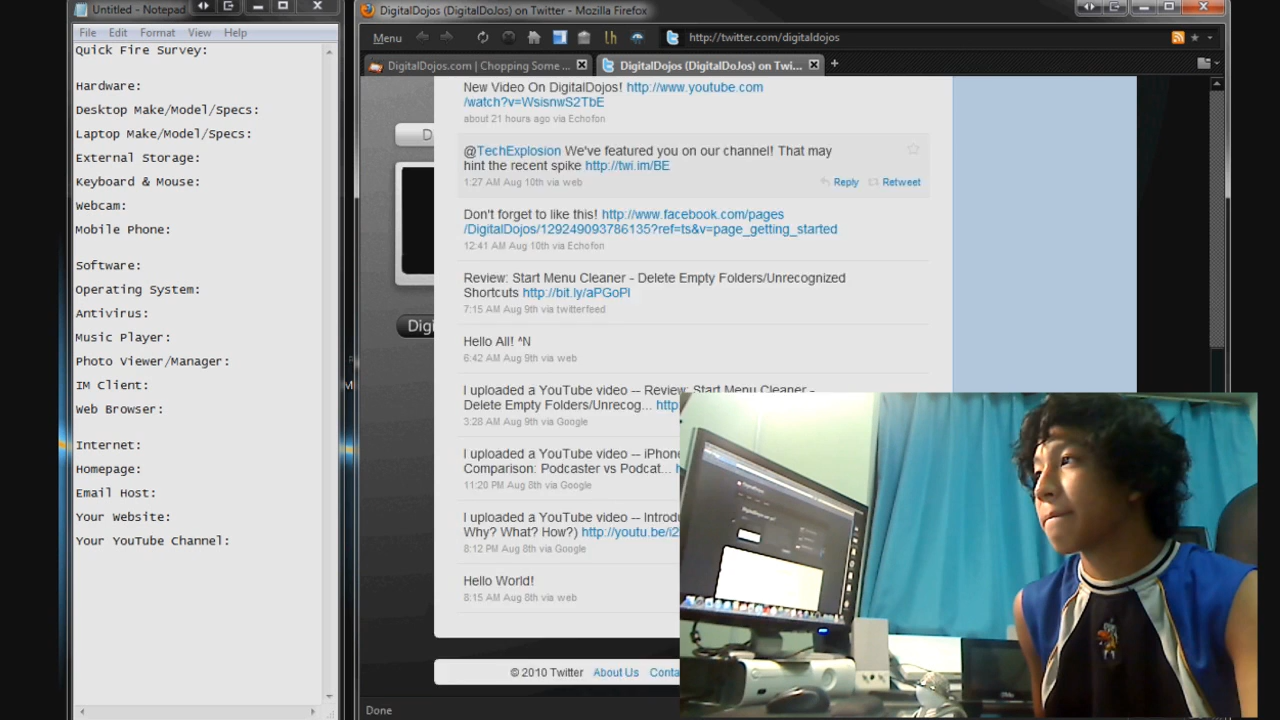 Untitled - Notepad
File Edit Format View Help
Quick Fire Survey:
Hardware:
Desktop Make/Model/Specs:
Laptop Make/Model/Specs:
External Storage:
Keyboard & Mouse:
Webcam:
Mobile Phone:
Software:
Operating System:
Antivirus:
Music Player:
Photo Viewer/Manager:
IM Client:
Web Browser:
Internet:
Homepage:
Email Host:
Your Website:
Your YouTube Channel:
M
DigitalDojos (DigitalDoJos) on Twitter - Mozilla Firefox
Menu
http://twitter.com/digitaldojos
DigitalDojos.com | Chopping Some ...
DigitalDojos (DigitalDoJos) on Twi...
D
Digi
New Video On DigitalDojos! http://www.youtube.com
/watch?v=WsisnwS2TbE
about 21 hours ago via Echofon
@TechExplosion We've featured you on our channel! That may
hint the recent spike http://twi.im/BE
1:27 AM Aug 10th via web
Reply Retweet
Don't forget to like this! http://www.facebook.com/pages
/DigitalDojos/129249093786135?ref=ts&v=page_getting_started
12:41 AM Aug 10th via Echofon
Review: Start Menu Cleaner - Delete Empty Folders/Unrecognized
Shortcuts http://bit.ly/aPGoPl
7:15 AM Aug 9th via twitterfeed
Hello All! ^N
6:42 AM Aug 9th via web
I uploaded a YouTube video -- Review: Start Menu Cleaner -
Delete Empty Folders/Unrecog... http
3:28 AM Aug 9th via Google
I uploaded a YouTube video -- iPhone
Comparison: Podcaster vs Podcat...
11:20 PM Aug 8th via Google
I uploaded a YouTube video -- Introdu
Why? What? How?) http://youtu.be/i2
8:12 PM Aug 8th via Google
Hello World!
8:15 AM Aug 8th via web
© 2010 Twitter About Us Conta
Done